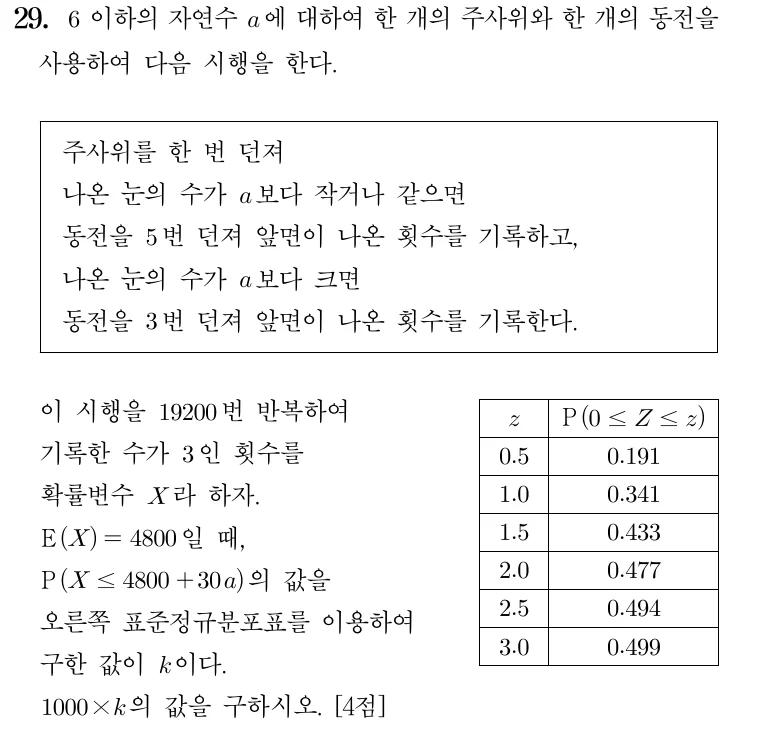 29. 6 이하의 자연수 a에 대하여 한 개의 주사위와 한 개의 동전을
사용하여 다음 시행을 한다.
주사위를 한 번 던져
나온 눈의 수가 a보다 작거나 같으면
동전을 5번 던져 앞면이 나온 횟수를 기록하고,
나온 눈의 수가 a보다 크면
동전을 3번 던져 앞면이 나온 횟수를 기록한다.
이 시행을 19200번 반복하여
기록한 수가 3인 횟수를
확률변수 X라 하자.
E(X)=4800일 때,
P(X≤4800+30a)의 값을
오른쪽 표준정규분포표를 이용하여
구한 값이 k이다.
1000×k의 값을 구하시오. [4점]
z P(0≤Z≤z)
0.5 0.191
1.0 0.341
1.5 0.433
2.0 0.477
2.5 0.494
3.0 0.499